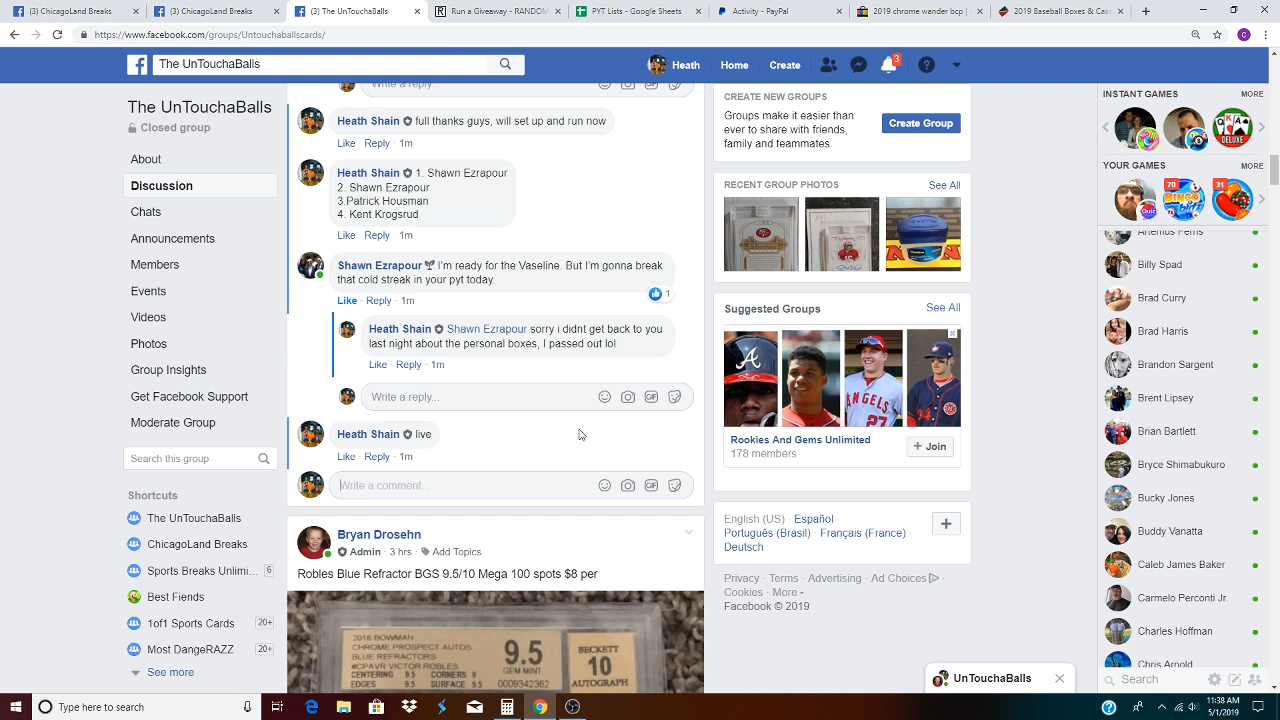 (3) ChicagoLand Breaks
(3) ChicagoLand Breaks
(3) The UnTouchaBalls
Run a Giveaway - RANDOM
PYT Lists - Google Sheets
Activity - PayPal
2019 chrome wander bcp
2019 Baseball Boxes & Case
https://www.facebook.com/groups/Untouchaballscards/
The UnTouchaBalls
Heath
Home
Create
3
The UnTouchaBalls
Closed group
About
Discussion
Chats
Announcements
Members
Events
Videos
Photos
Group Insights
Get Facebook Support
Moderate Group
Search this group
Shortcuts
The UnTouchaBalls
ChicagoLand Breaks
Sports Breaks Unlimi... 6
Best Fiends
1of1 Sports Cards 20+
Most DangeRAZZ 20+
See more
Write a reply...
Heath Shain full thanks guys, will set up and run now
Like · Reply · 1m
Heath Shain 1. Shawn Ezrapour
2. Shawn Ezrapour
3.Patrick Housman
4. Kent Krogsrud
Like · Reply · 1m
Shawn Ezrapour I'm ready for the Vaseline. But I'm gonna break
that cold streak in your pyt today.
1
Like · Reply · 1m
Heath Shain Shawn Ezrapour sorry i didnt get back to you
last night about the personal boxes, I passed out lol
Like · Reply · 1m
Write a reply...
Heath Shain live
Like · Reply · 1m
Write a comment...
Bryan Drosehn
Admin · 3 hrs · Add Topics
Robles Blue Refractor BGS 9.5/10 Mega 100 spots $8 per
2016 BOWMAN
CHROME PROSPECT AUTOS
BLUE REFRACTORS
#CPAVR VICTOR ROBLES
CENTERING 9.5 CORNERS 9
EDGES 9.5 SURFACE 9.5
9.5
GEM MINT
0009342362
BECKETT
10
AUTOGRAPH
CREATE NEW GROUPS
Groups make it easier than
ever to share with friends,
family and teammates.
Create Group
RECENT GROUP PHOTOS
See All
Suggested Groups
See All
Rookies And Gems Unlimited
178 members
+ Join
English (US) · Español
Português (Brasil) · Français (France) ·
Deutsch
Privacy · Terms · Advertising · Ad Choices
Cookies · More
Facebook © 2019
INSTANT GAMES
MORE
DELUXE
YOUR GAMES
MORE
Quiz
70
31
Artemus Ferris
Billy Spad
Brad Curry
Brad Harris
Brandon Sargent
Brent Lipsey
Brian Bartlett
Bryce Shimabukuro
Bucky Jones
Buddy Vanatta
Caleb James Baker
Carmelo Perconti Jr.
Charles Hoffman
Chris Arnold
Search
UnTouchaBalls
Type here to search
11:38 AM
5/1/2019